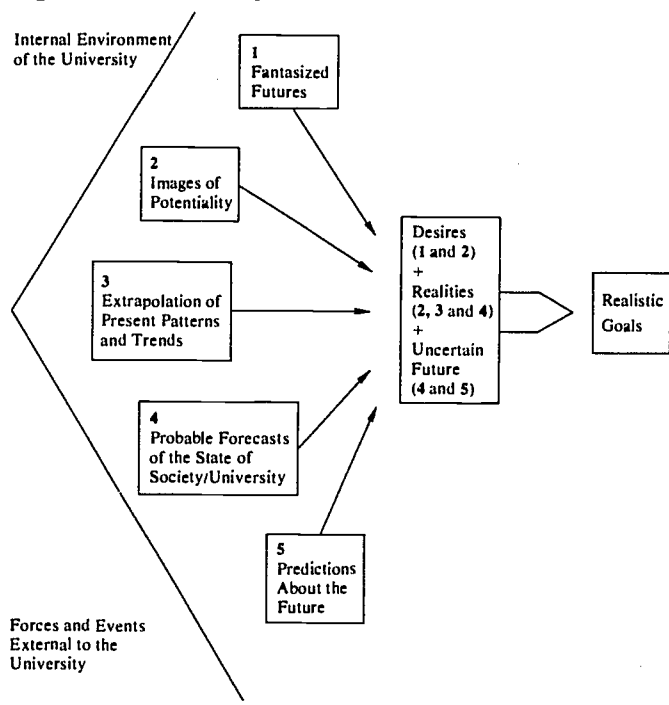 Internal Environment
of the University
1
Fantasized
Futures
2
Images of
Potentiality
3
Extrapolation of
Present Patterns
and Trends
4
Probable Forecasts
of the State of
Society/University
5
Predictions
About the
Future
Desires
(1 and 2)
+
Realities
(2, 3 and 4)
+
Uncertain
Future
(4 and 5)
Realistic
Goals
Forces and Events
External to the
University